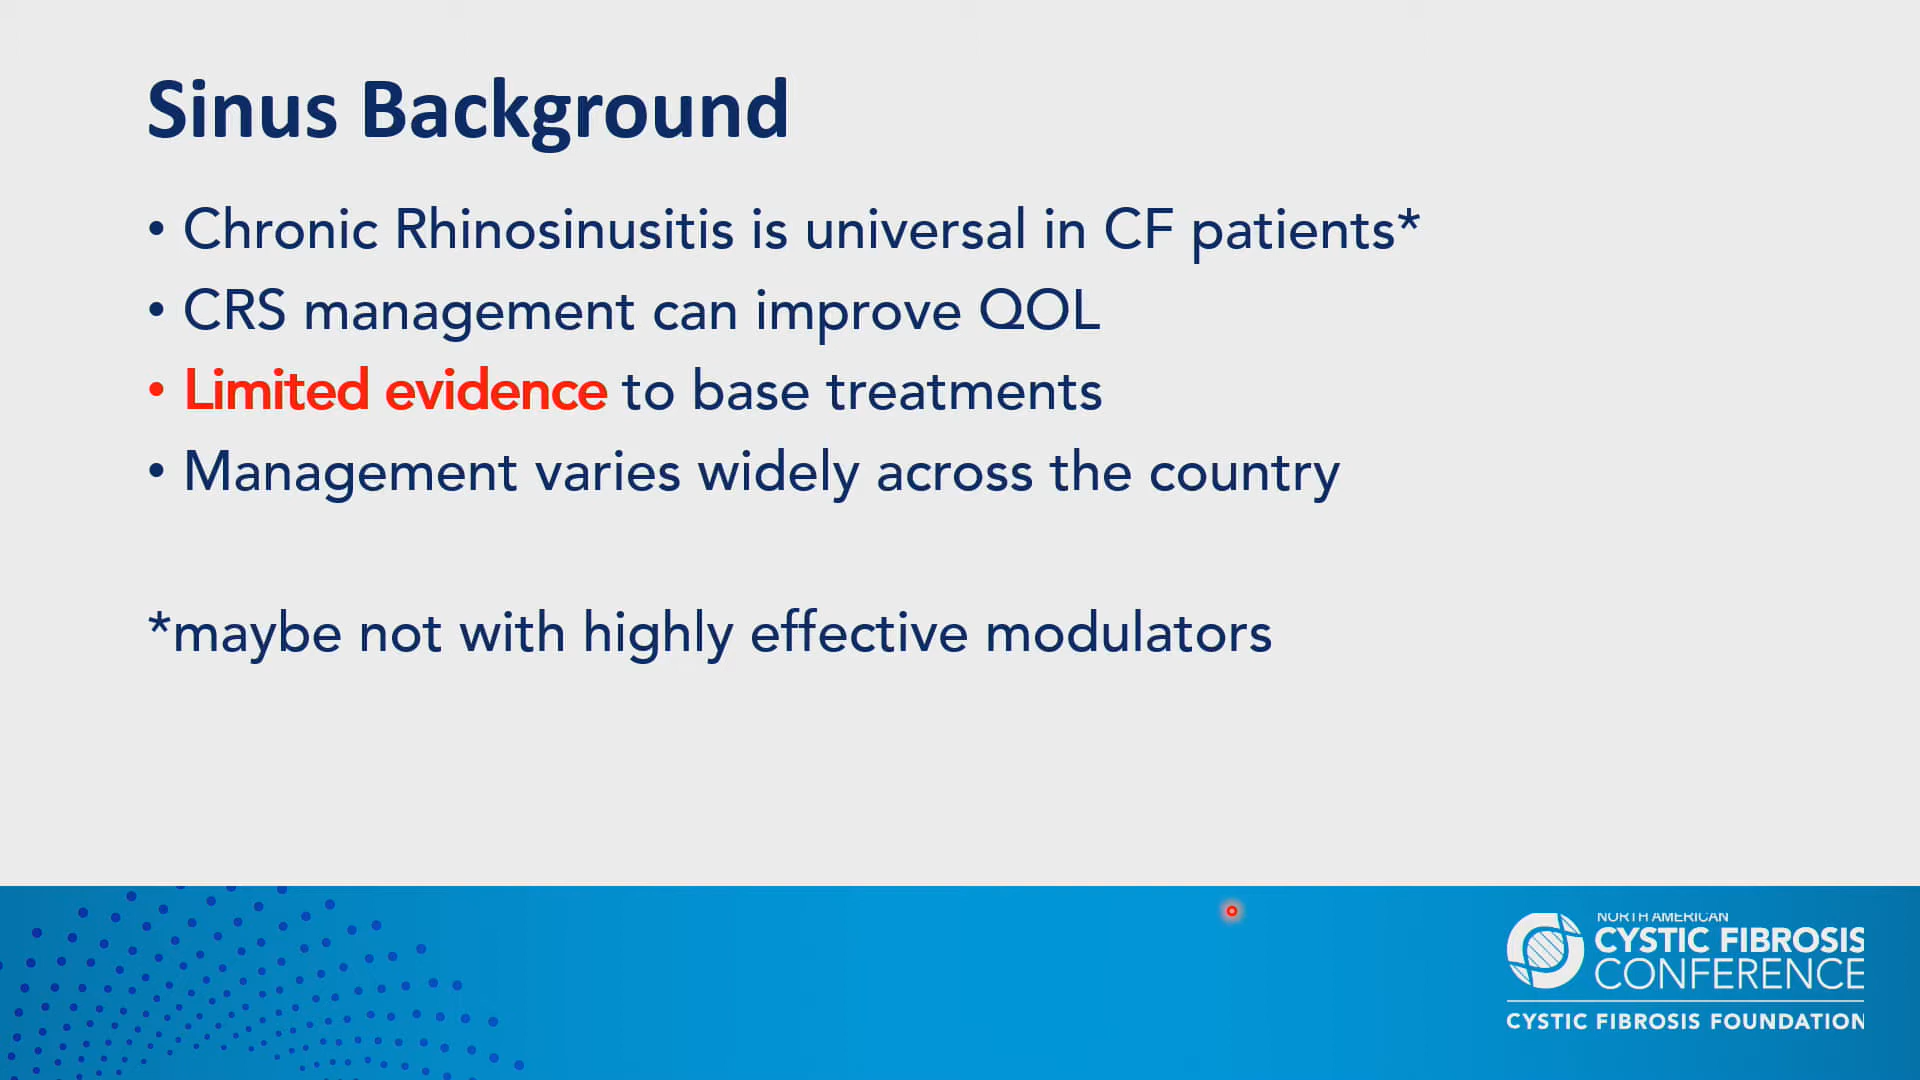 Sinus Background
• Chronic Rhinosinusitis is universal in CF patients*
• CRS management can improve QOL
• Limited evidence to base treatments
• Management varies widely across the country
*maybe not with highly effective modulators
NORTH AMERICAN
CYSTIC FIBROSIS
CONFERENCE
CYSTIC FIBROSIS FOUNDATION